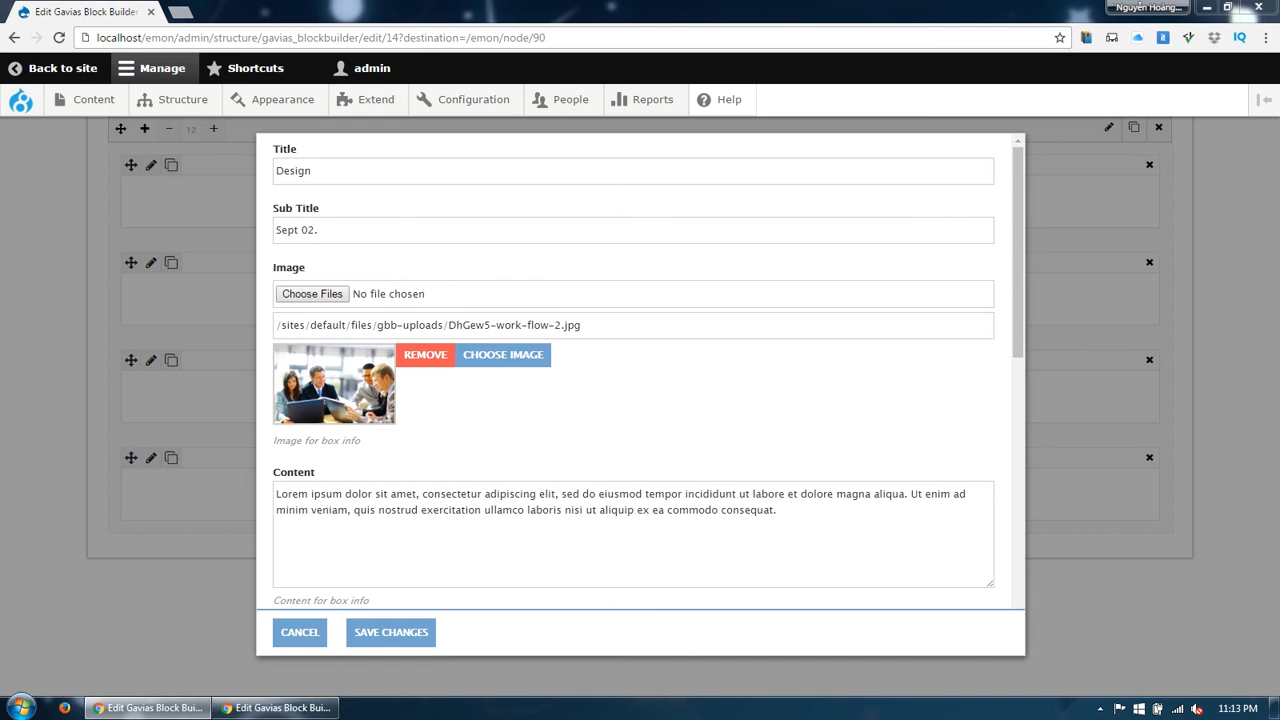 Edit Gavias Block Builder
Nguyen Hoang...
localhost/emon/admin/structure/gavias_blockbuilder/edit/14?destination=/emon/node/90
Back to site
Manage
Shortcuts
admin
Content
Structure
Appearance
Extend
Configuration
People
Reports
Help
12
Title
Design
Sub Title
Sept 02.
Image
Choose Files No file chosen
/sites/default/files/gbb-uploads/DhGew5-work-flow-2.jpg
REMOVE
CHOOSE IMAGE
Image for box info
Content
Lorem ipsum dolor sit amet, consectetur adipiscing elit, sed do eiusmod tempor incididunt ut labore et dolore magna aliqua. Ut enim ad
minim veniam, quis nostrud exercitation ullamco laboris nisi ut aliquip ex ea commodo consequat.
Content for box info
CANCEL
SAVE CHANGES
Edit Gavias Block Bui...
Edit Gavias Block Bui...
11:13 PM